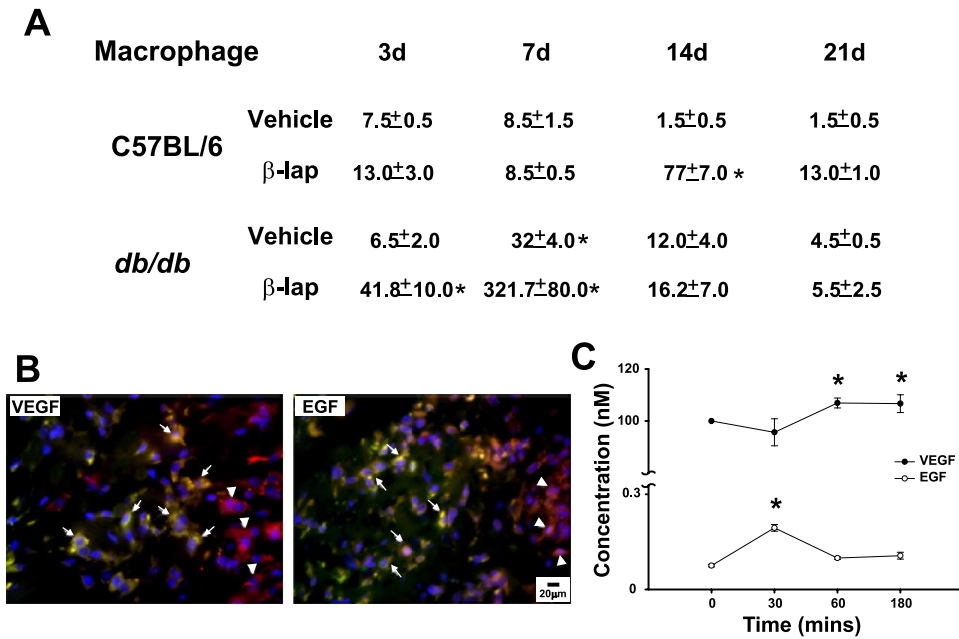 A
Macrophage 3d 7d 14d 21d
C57BL/6
Vehicle 7.5±0.5 8.5±1.5 1.5±0.5 1.5±0.5
β-lap 13.0±3.0 8.5±0.5 77±7.0 * 13.0±1.0
db/db
Vehicle 6.5±2.0 32±4.0 * 12.0±4.0 4.5±0.5
β-lap 41.8±10.0* 321.7±80.0* 16.2±7.0 5.5±2.5
B
VEGF
EGF
20μm
C
Concentration (nM)
120
100
0.3
0
* *
*
VEGF
EGF
0 30 60 180
Time (mins)